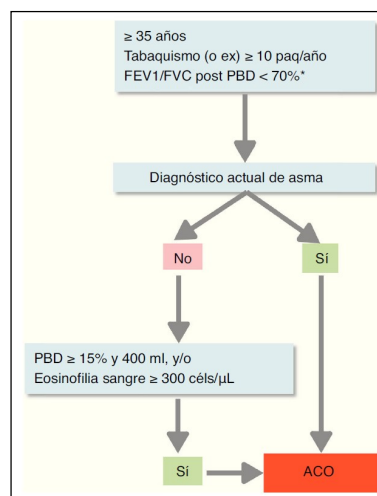 ≥ 35 años
Tabaquismo (o ex) ≥ 10 paq/año
FEV1/FVC post PBD < 70%*
Diagnóstico actual de asma
No
Sí
PBD ≥ 15% y 400 ml, y/o
Eosinofilia sangre ≥ 300 céls/µL
Sí
ACO